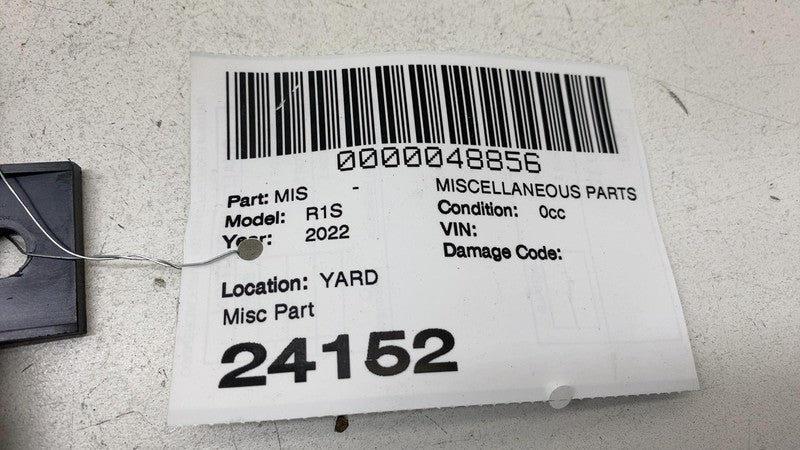 0000048856
Part: MIS - MISCELLANEOUS PARTS
Model: R1S Condition: 0cc
Year: 2022 VIN:
Damage Code:
Location: YARD
Misc Part
24152